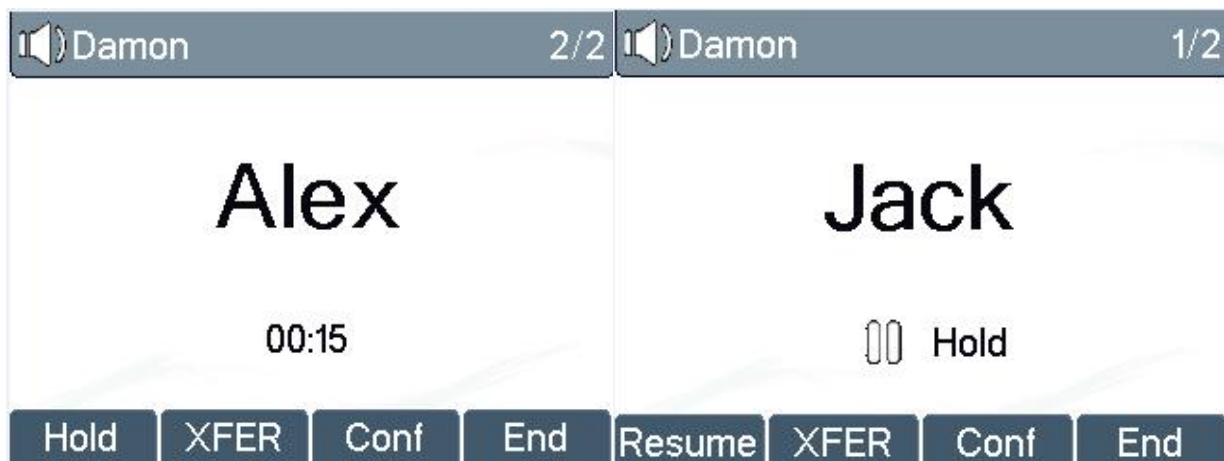 Damon 2/2
Alex
00:15
Hold XFER Conf End
Damon 1/2
Jack
Hold
Resume XFER Conf End